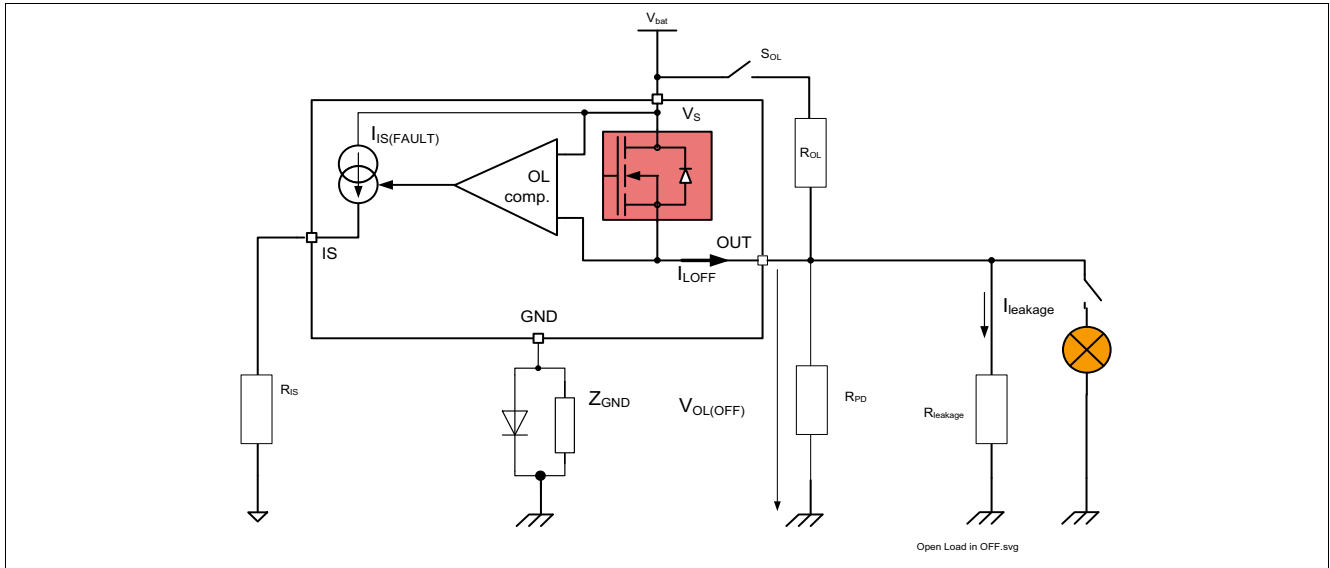 Vbat
SOL
VS
IIS(FAULT)
ROL
OL
comp.
OUT
IS
ILOFF
Ileakage
GND
RIS
ZGND
VOL(OFF)
RPD
Rleakage
Open Load in OFF.svg